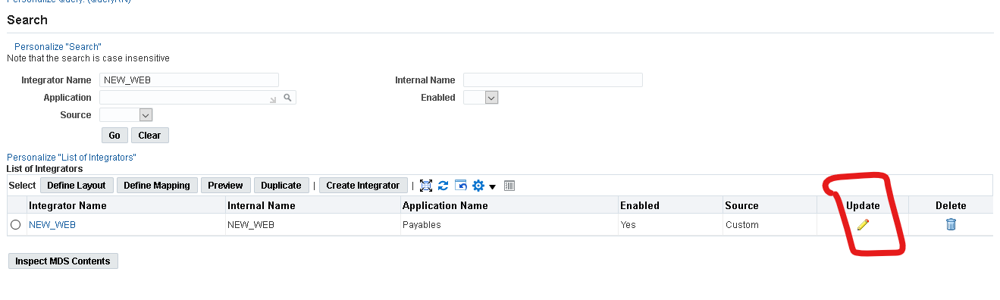 Personalize Query: (QueryRN)
Search
Personalize "Search"
Note that the search is case insensitive
Integrator Name NEW_WEB Internal Name
Application Enabled
Source
Go Clear
Personalize "List of Integrators"
List of Integrators
Select Define Layout Define Mapping Preview Duplicate | Create Integrator |
Integrator Name Internal Name Application Name Enabled Source Update Delete
NEW_WEB NEW_WEB Payables Yes Custom
Inspect MDS Contents